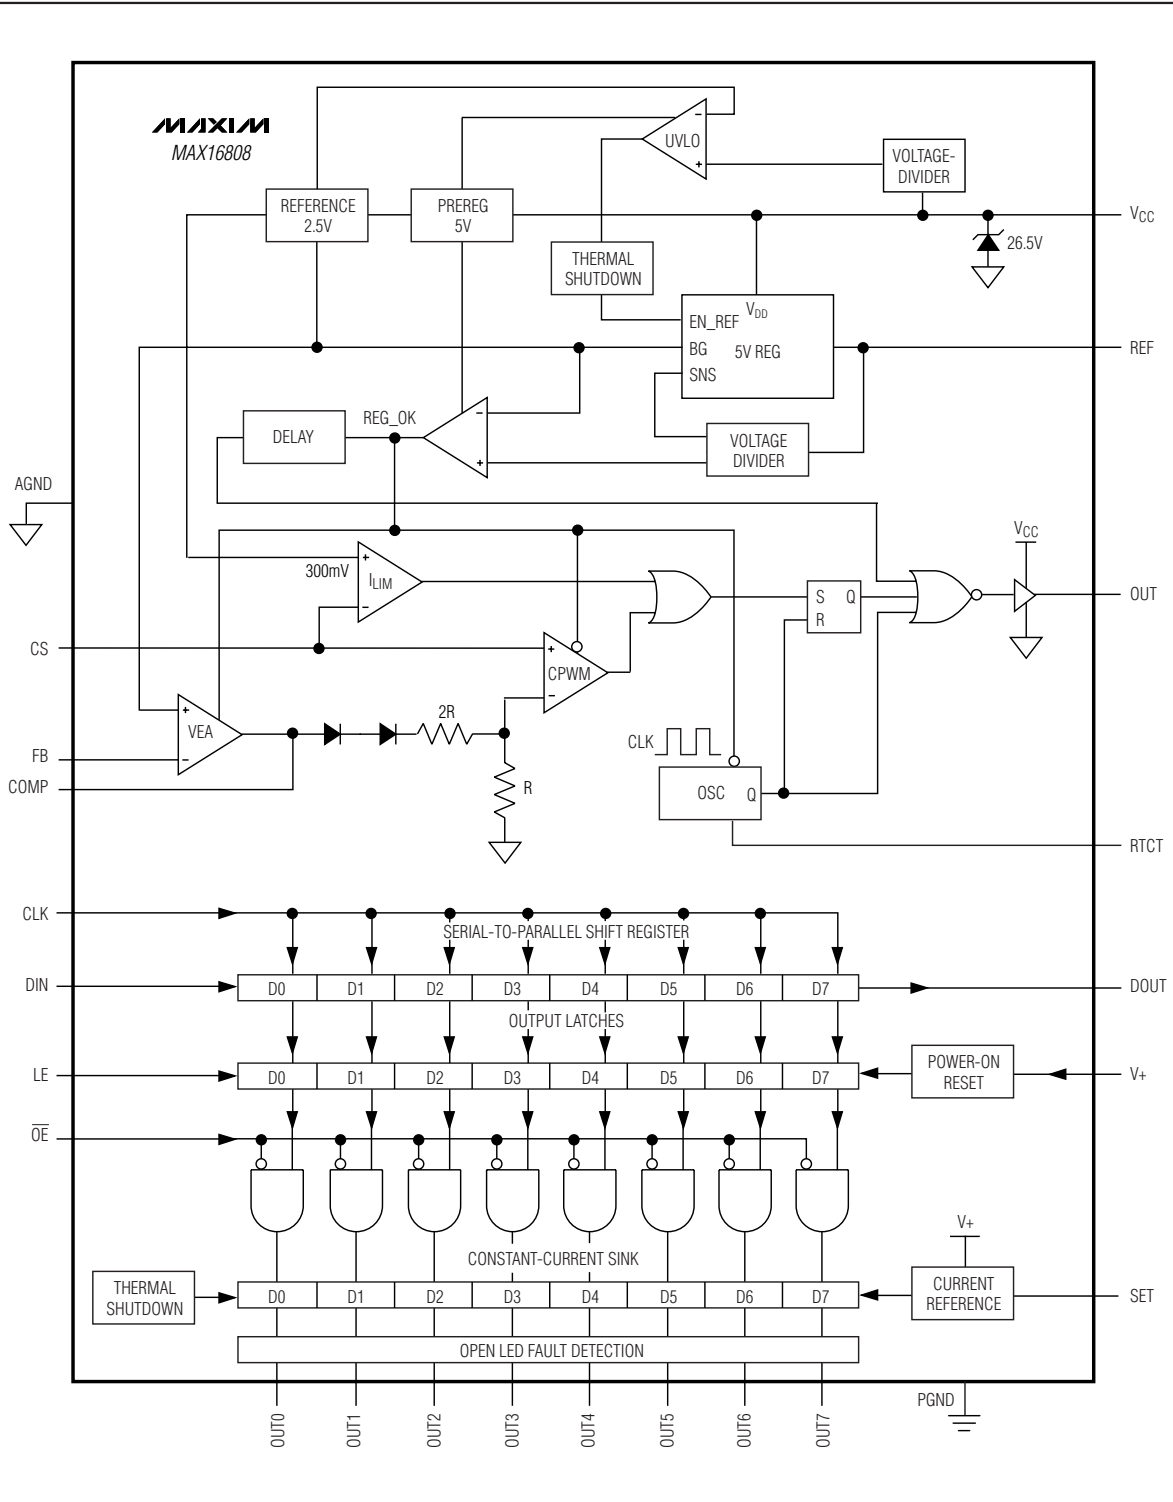 MAXIM
MAX16808
UVLO
−
+
VOLTAGE-
DIVIDER
REFERENCE
2.5V
PREREG
5V
VCC
26.5V
THERMAL
SHUTDOWN
VDD
EN_REF
BG
5V REG
SNS
REF
REG_OK
DELAY
−
+
VOLTAGE
DIVIDER
AGND
VCC
300mV
+
ILIM
−
S
Q
R
OUT
CS
+
CPWM
−
2R
+
VEA
−
FB
COMP
R
CLK
OSC
Q
RTCT
CLK
SERIAL-TO-PARALLEL SHIFT REGISTER
DIN
D0 D1 D2 D3 D4 D5 D6 D7
DOUT
OUTPUT LATCHES
LE
D0 D1 D2 D3 D4 D5 D6 D7
POWER-ON
RESET
V+
OE
V+
CONSTANT-CURRENT SINK
THERMAL
SHUTDOWN
D0 D1 D2 D3 D4 D5 D6 D7
CURRENT
REFERENCE
SET
OPEN LED FAULT DETECTION
PGND
OUT0 OUT1 OUT2 OUT3 OUT4 OUT5 OUT6 OUT7